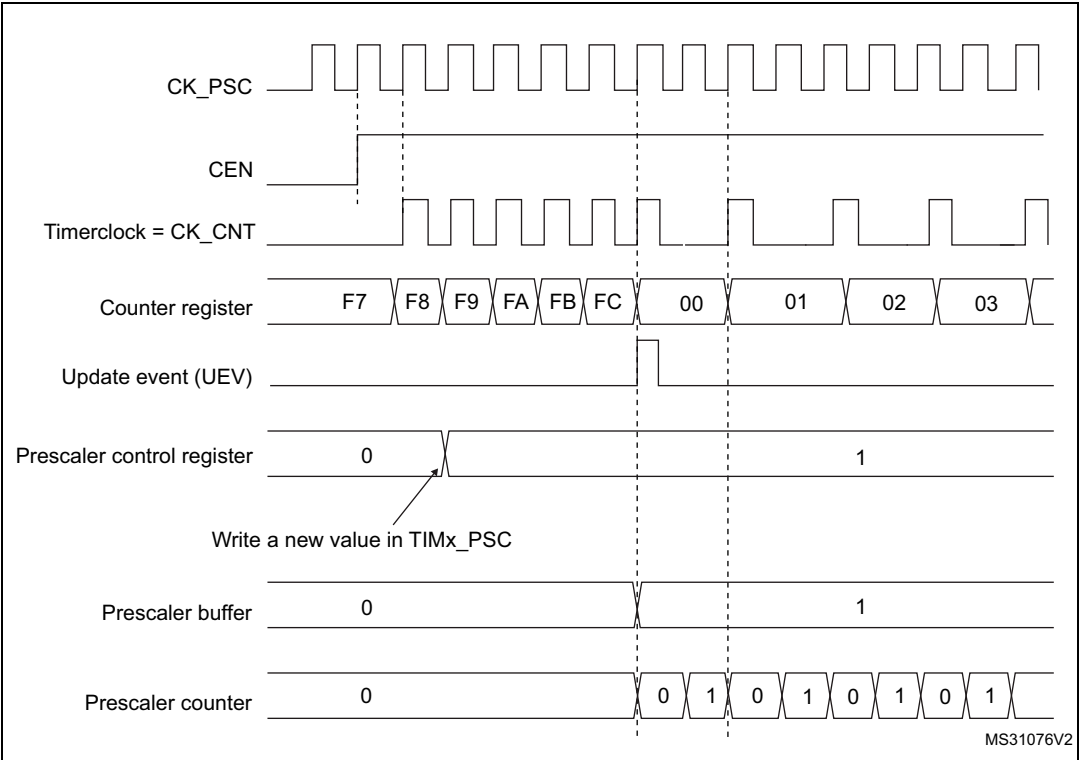 CK_PSC
CEN
Timerclock = CK_CNT
Counter register F7 F8 F9 FA FB FC 00 01 02 03
Update event (UEV)
Prescaler control register 0 1
Write a new value in TIMx_PSC
Prescaler buffer 0 1
Prescaler counter 0 0 1 0 1 0 1 0 1
MS31076V2